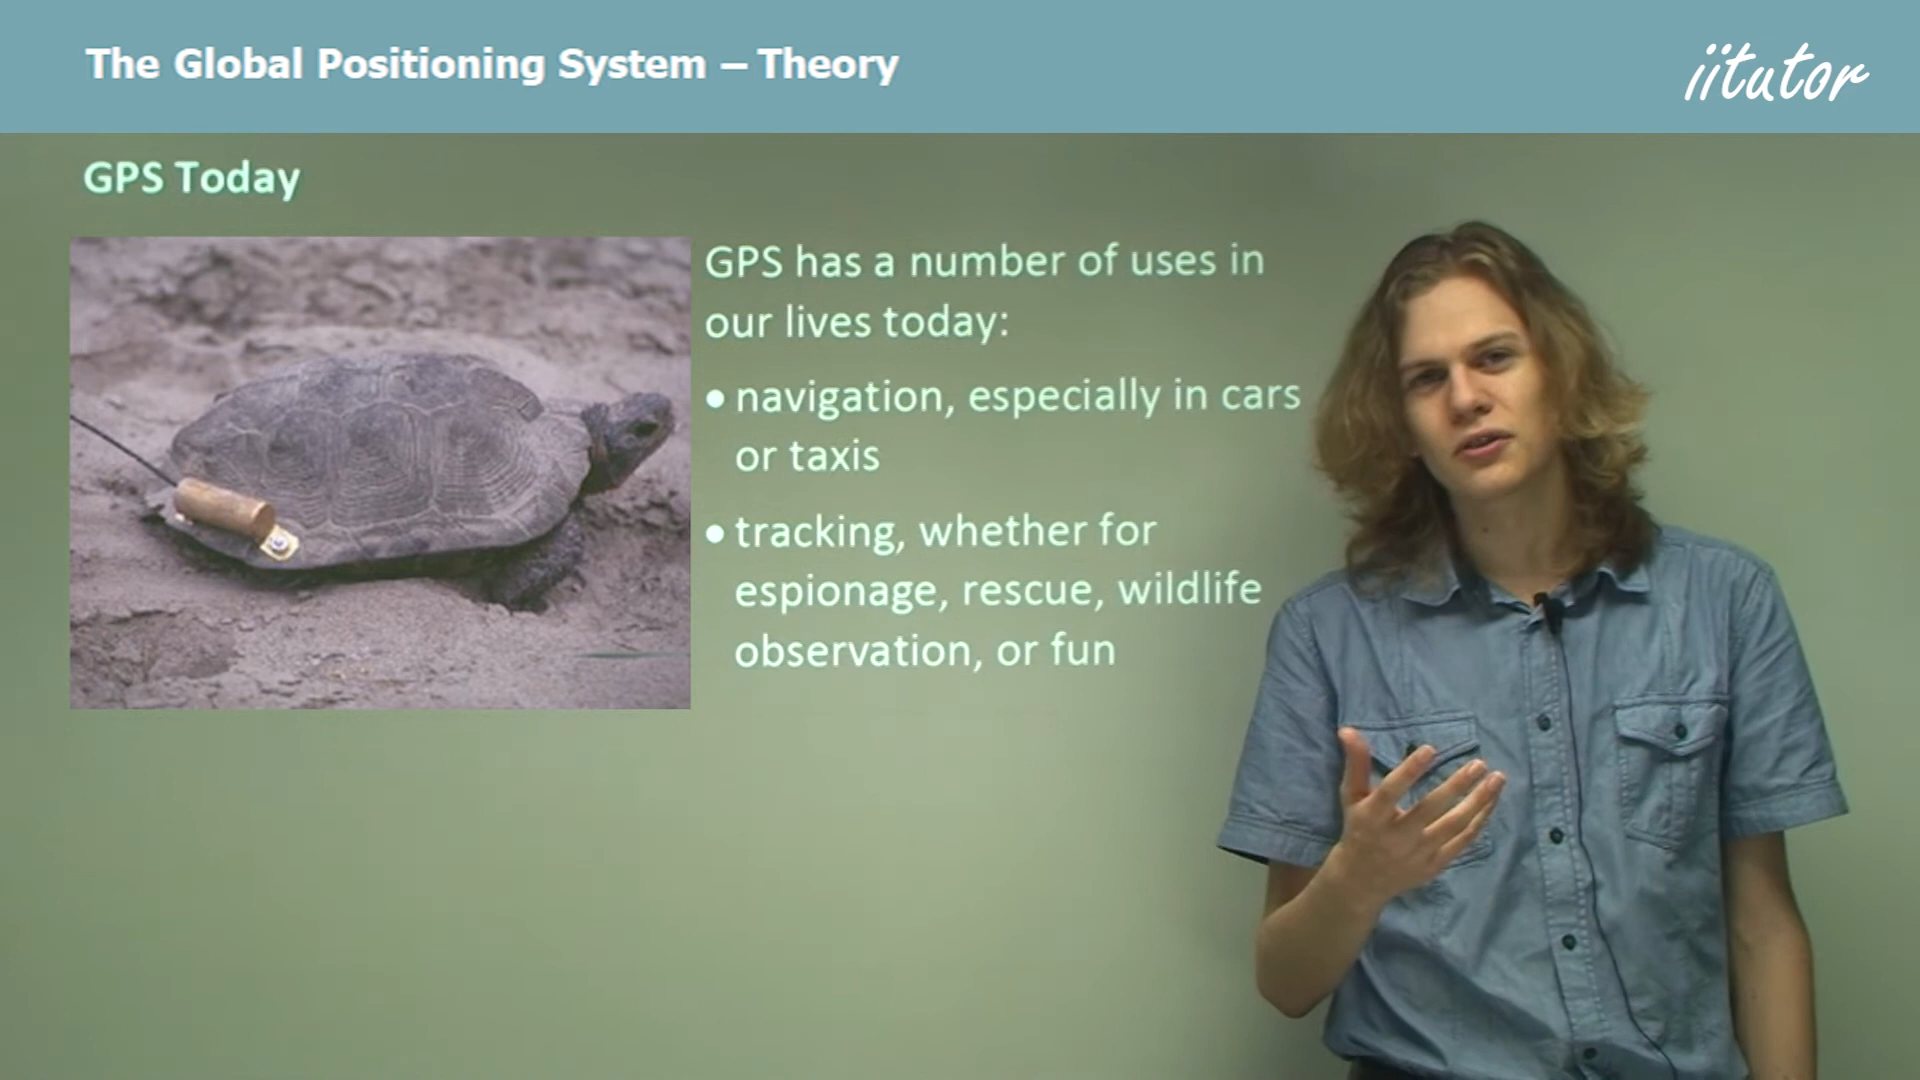 The Global Positioning System – Theory
iitutor
GPS Today
GPS has a number of uses in
our lives today:
• navigation, especially in cars
or taxis
• tracking, whether for
espionage, rescue, wildlife
observation, or fun